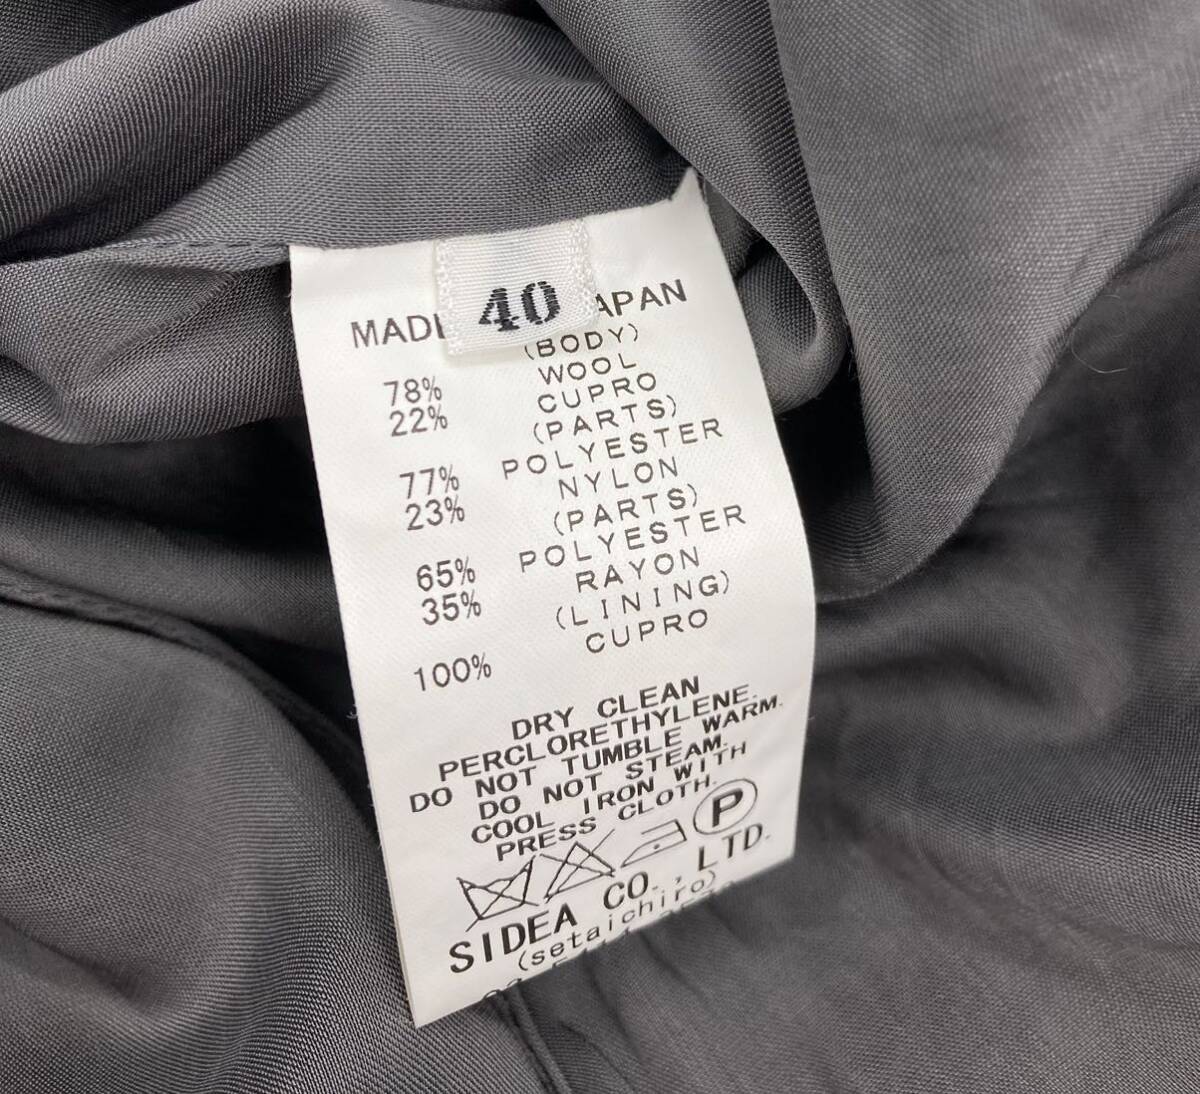 40
MADE APAN
(BODY)
78% WOOL
22% CUPRO
(PARTS)
77% POLYESTER
23% NYLON
(PARTS)
65% POLYESTER
35% RAYON
(LINING)
100% CUPRO
DRY CLEAN
PERCLORETHYLENE.
DO NOT TUMBLE WARM.
DO NOT STEAM.
COOL IRON WITH
PRESS CLOTH.
P
SIDEA CO., LTD.
(setaichiro)